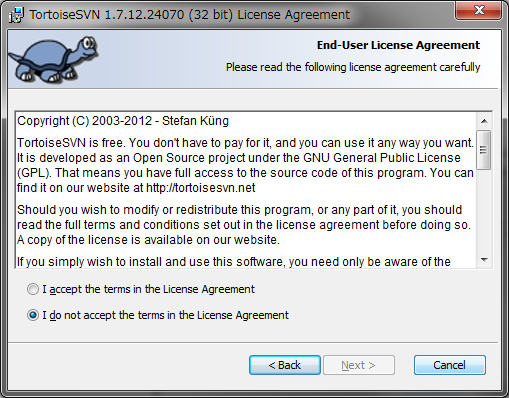 TortoiseSVN 1.7.12.24070 (32 bit) License Agreement
End-User License Agreement
Please read the following license agreement carefully
Copyright (C) 2003-2012 - Stefan Küng
TortoiseSVN is free. You don't have to pay for it, and you can use it any way you want.
It is developed as an Open Source project under the GNU General Public License
(GPL). That means you have full access to the source code of this program. You can
find it on our website at http://tortoisesvn.net
Should you wish to modify or redistribute this program, or any part of it, you should
read the full terms and conditions set out in the license agreement before doing so.
A copy of the license is available on our website.
If you simply wish to install and use this software, you need only be aware of the
I accept the terms in the License Agreement
I do not accept the terms in the License Agreement
< Back Next > Cancel